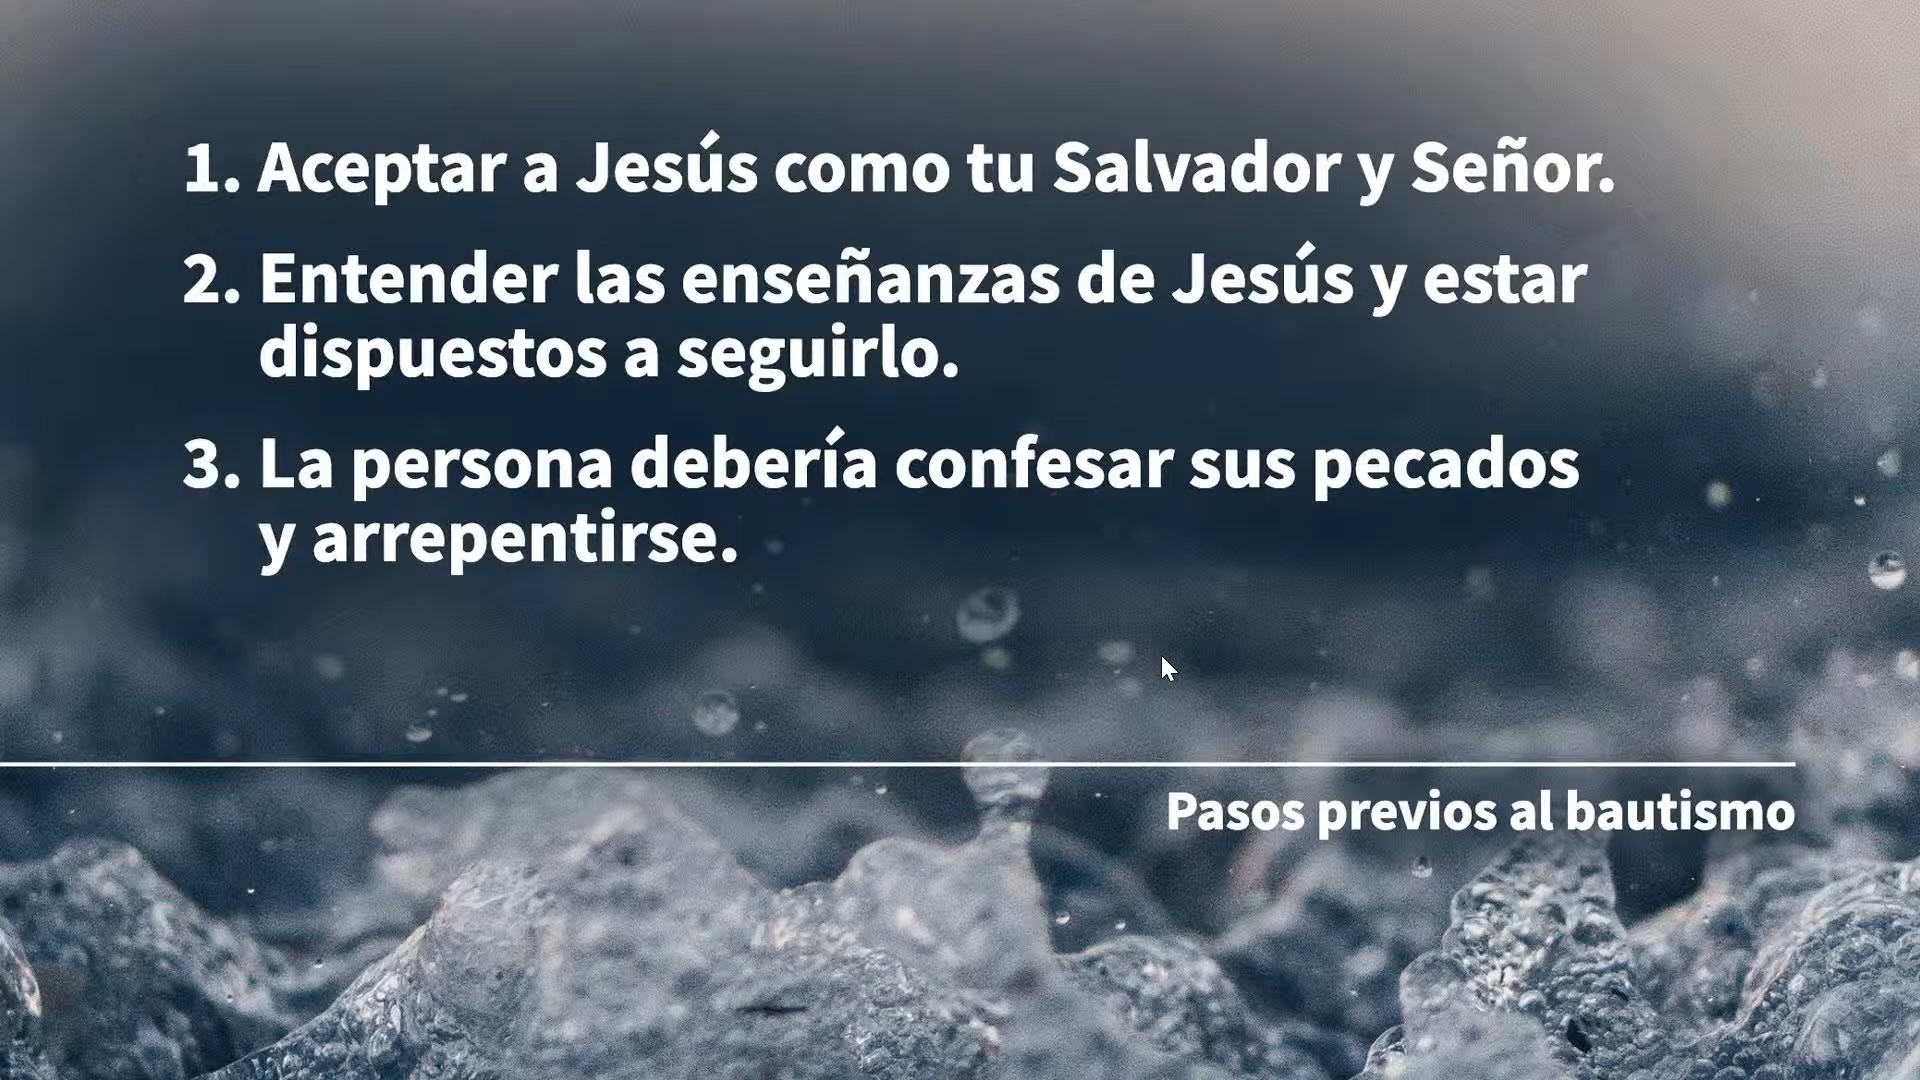 1. Aceptar a Jesús como tu Salvador y Señor.
2. Entender las enseñanzas de Jesús y estar
dispuestos a seguirlo.
3. La persona debería confesar sus pecados
y arrepentirse.
Pasos previos al bautismo